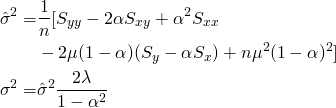 σ̂² = 1/n [S_yy − 2αS_xy + α²S_xx
− 2μ(1 − α)(S_y − αS_x) + nμ²(1 − α)²]
σ² = σ̂² 2λ/(1 − α²)